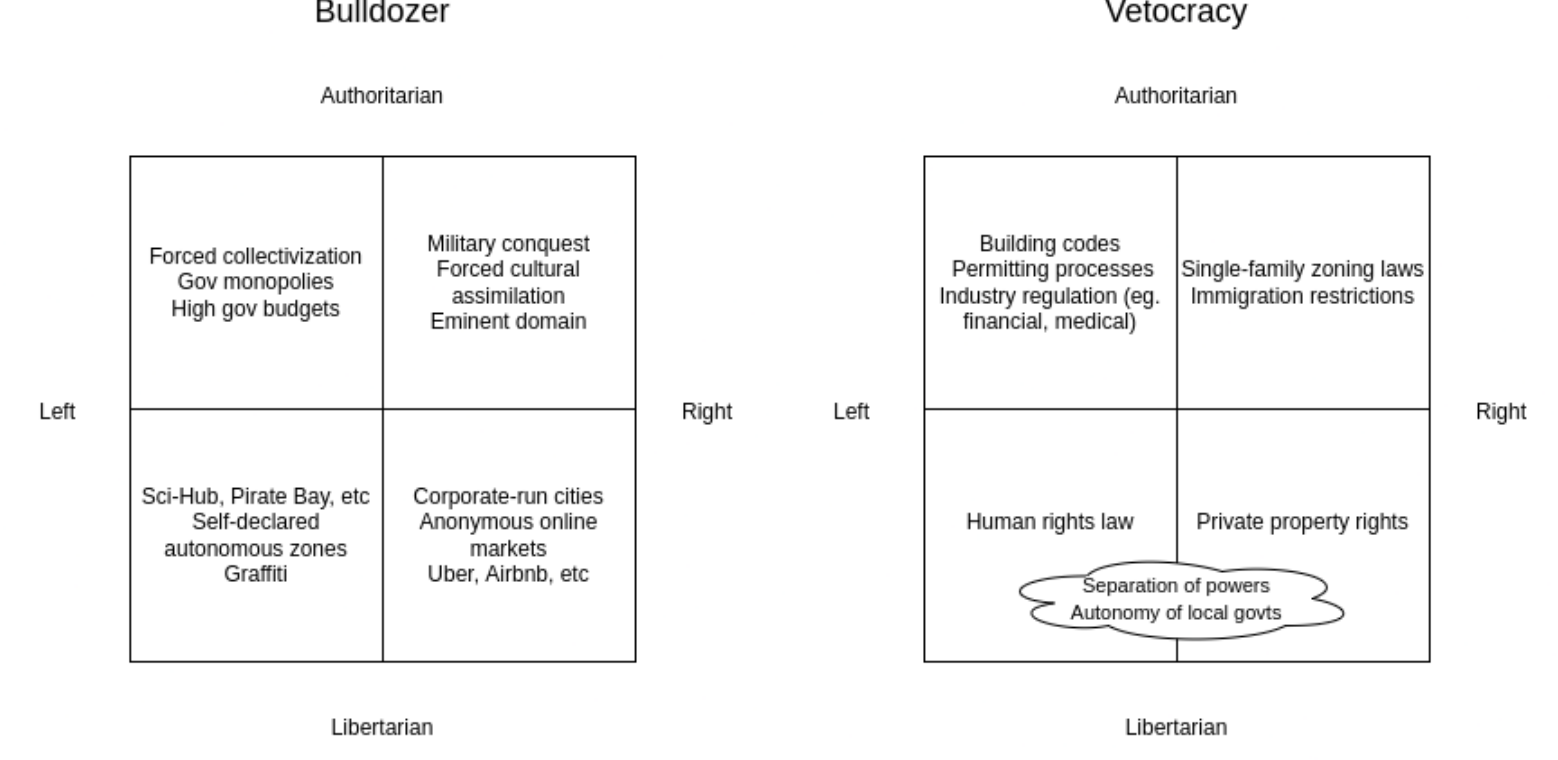 Bulldozer
Authoritarian
Forced collectivization
Gov monopolies
High gov budgets
Military conquest
Forced cultural
assimilation
Eminent domain
Left
Right
Sci-Hub, Pirate Bay, etc
Self-declared
autonomous zones
Graffiti
Corporate-run cities
Anonymous online
markets
Uber, Airbnb, etc
Libertarian
Vetocracy
Authoritarian
Building codes
Permitting processes
Industry regulation (eg.
financial, medical)
Single-family zoning laws
Immigration restrictions
Left
Right
Human rights law
Private property rights
Separation of powers
Autonomy of local govts
Libertarian